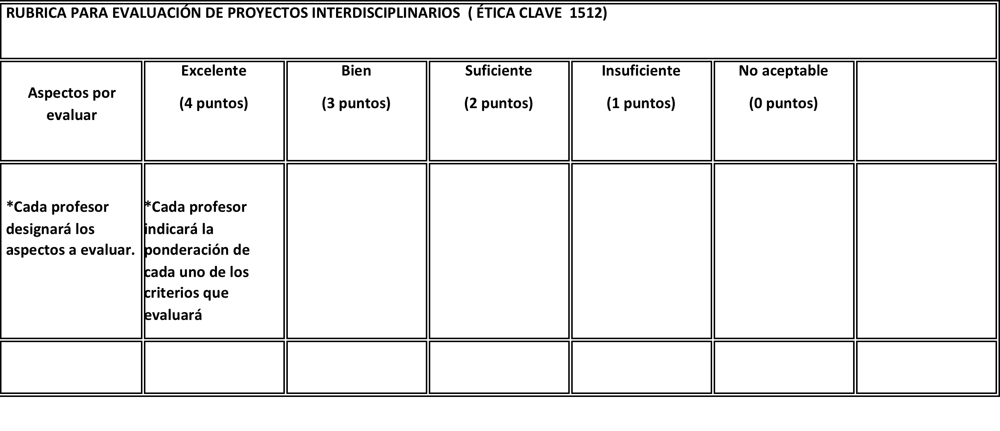 RUBRICA PARA EVALUACIÓN DE PROYECTOS INTERDISCIPLINARIOS  ( ÉTICA CLAVE  1512)
Aspectos por
evaluar
Excelente
(4 puntos)
Bien
(3 puntos)
Suficiente
(2 puntos)
Insuficiente
(1 puntos)
No aceptable
(0 puntos)
*Cada profesor
designará los
aspectos a evaluar.
*Cada profesor
indicará la
ponderación de
cada uno de los
criterios que
evaluará